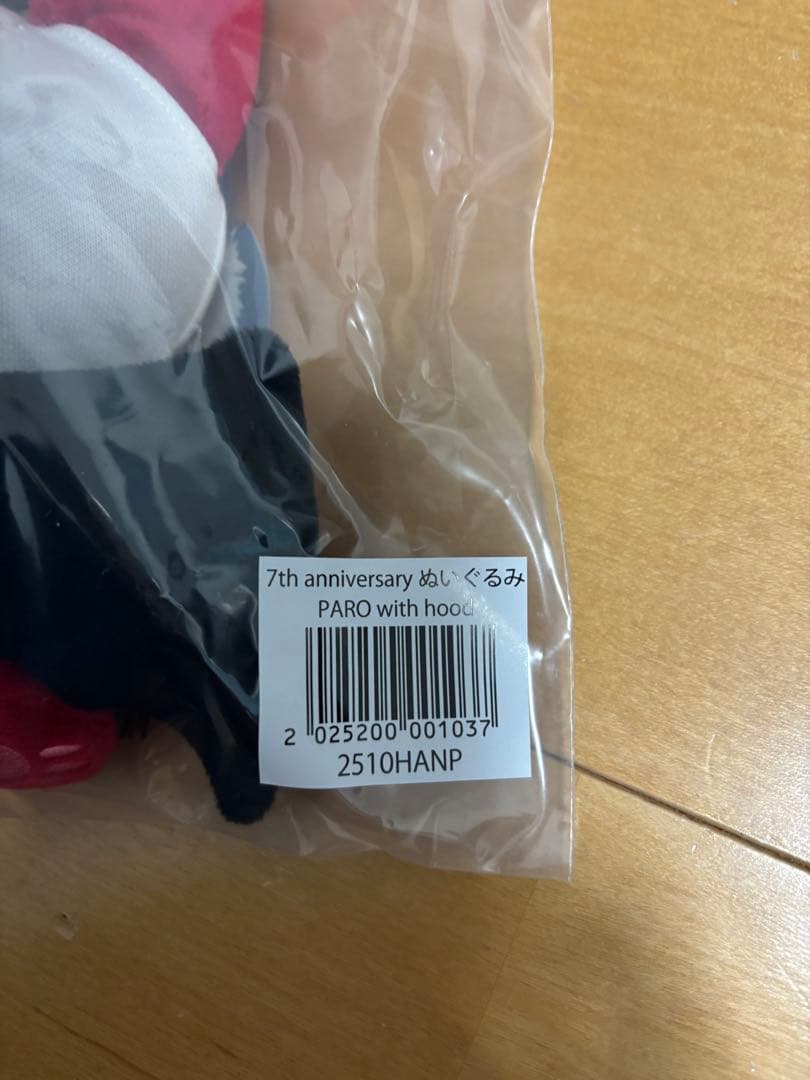 7th anniversary ぬいぐるみ
PARO with hood
2 025200 001037
2510HANP